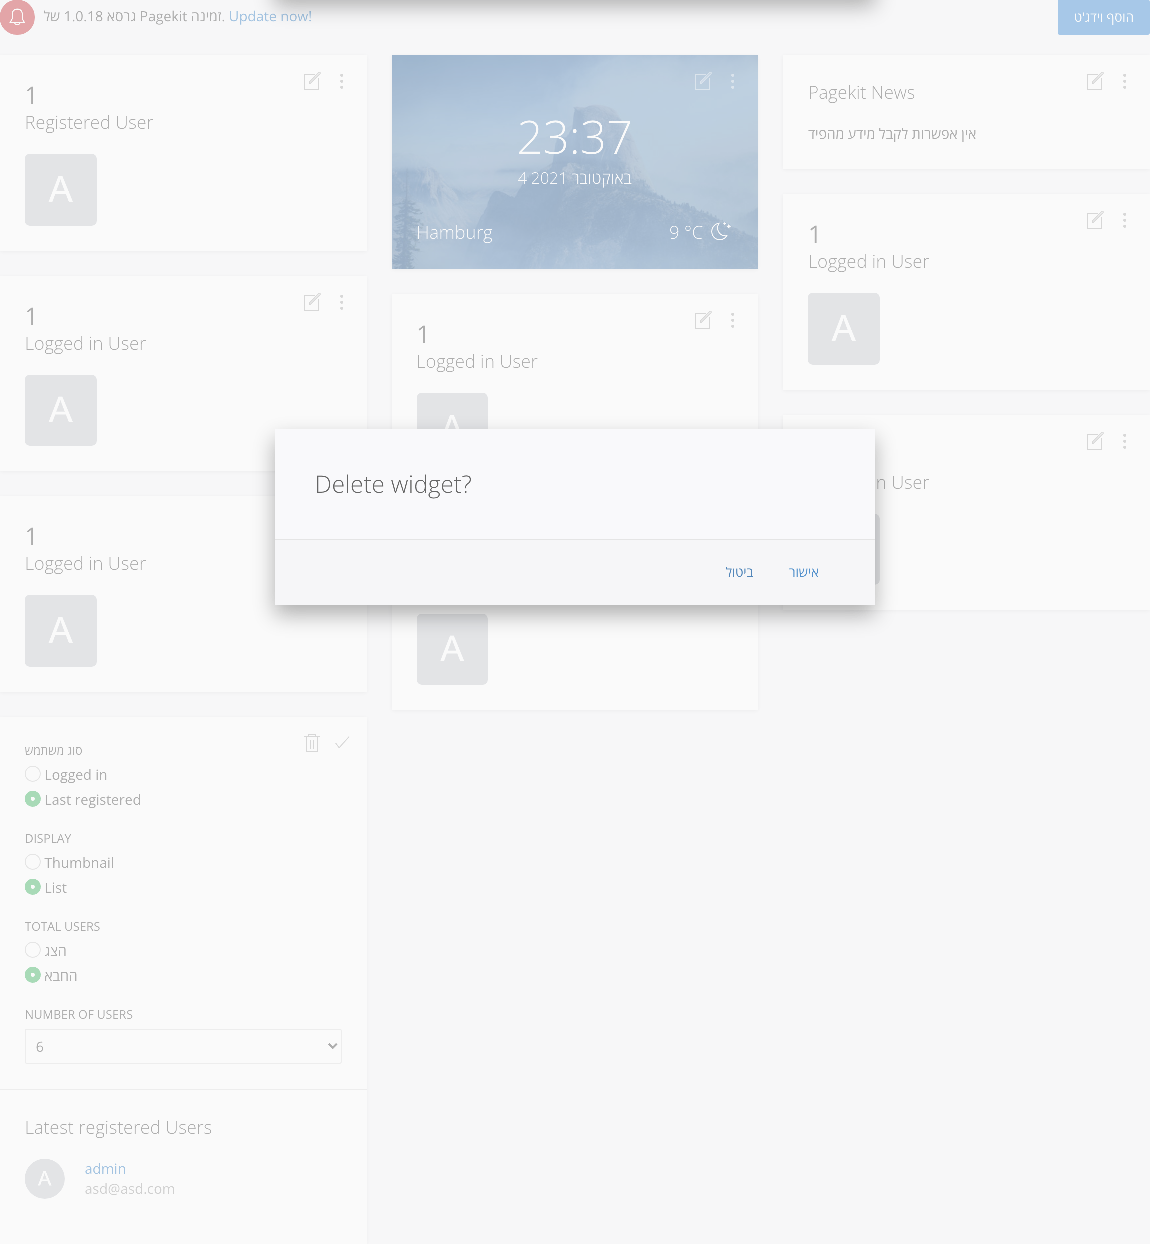 גרסא 1.0.18 של Pagekit זמינה. Update now!
הוסף וידג'ט
1
Registered User
A
23:37
4 באוקטובר 2021
Hamburg
9 °C
Pagekit News
אין אפשרות לקבל מידע מהפיד
1
Logged in User
A
1
Logged in User
A
1
Logged in User
A
n User
Delete widget?
ביטול
אישור
1
Logged in User
A
A
סוג משתמש
Logged in
Last registered
DISPLAY
Thumbnail
List
TOTAL USERS
הצג
החבא
NUMBER OF USERS
6
Latest registered Users
A
admin
asd@asd.com